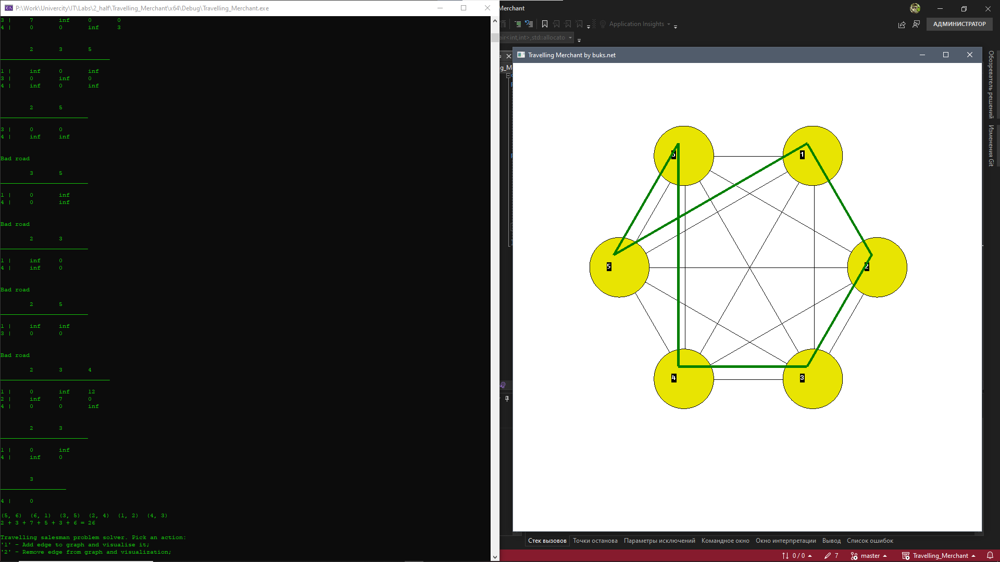 P:\Work\Univercity\IT\Labs\2_half\Travelling_Merchant\x64\Debug\Travelling_Merchant.exe
3 | 7 inf 0 0
4 | 0 0 inf 3
2 3 5
1 | inf 0 inf
3 | 0 inf 0
4 | inf 0 inf
2 5
3 | 0 0
4 | inf inf
Bad road
3 5
1 | 0 inf
4 | 0 inf
Bad road
2 3
1 | inf 0
4 | inf 0
Bad road
2 5
1 | inf inf
3 | 0 0
Bad road
2 3 4
1 | 0 inf 12
2 | inf 7 0
4 | 0 0 inf
2 3
1 | 0 inf
4 | inf 0
3
4 | 0
(5, 6) (6, 1) (3, 5) (2, 4) (1, 2) (4, 3)
2 + 3 + 7 + 5 + 3 + 6 = 26
Travelling salesman problem solver. Pick an action:
'1' - Add edge to graph and visualise it;
'2' - Remove edge from graph and visualization;
Merchant
Application Insights
АДМИНИСТРАТОР
air<int,int>,std::allocato
g_M
Travelling Merchant by buks.net
6
1
5
2
4
3
Обозреватель решений
Изменения Git
Стек вызовов Точки останова Параметры исключений Командное окно Окно интерпретации Вывод Список ошибок
0 / 0 7 master Travelling_Merchant